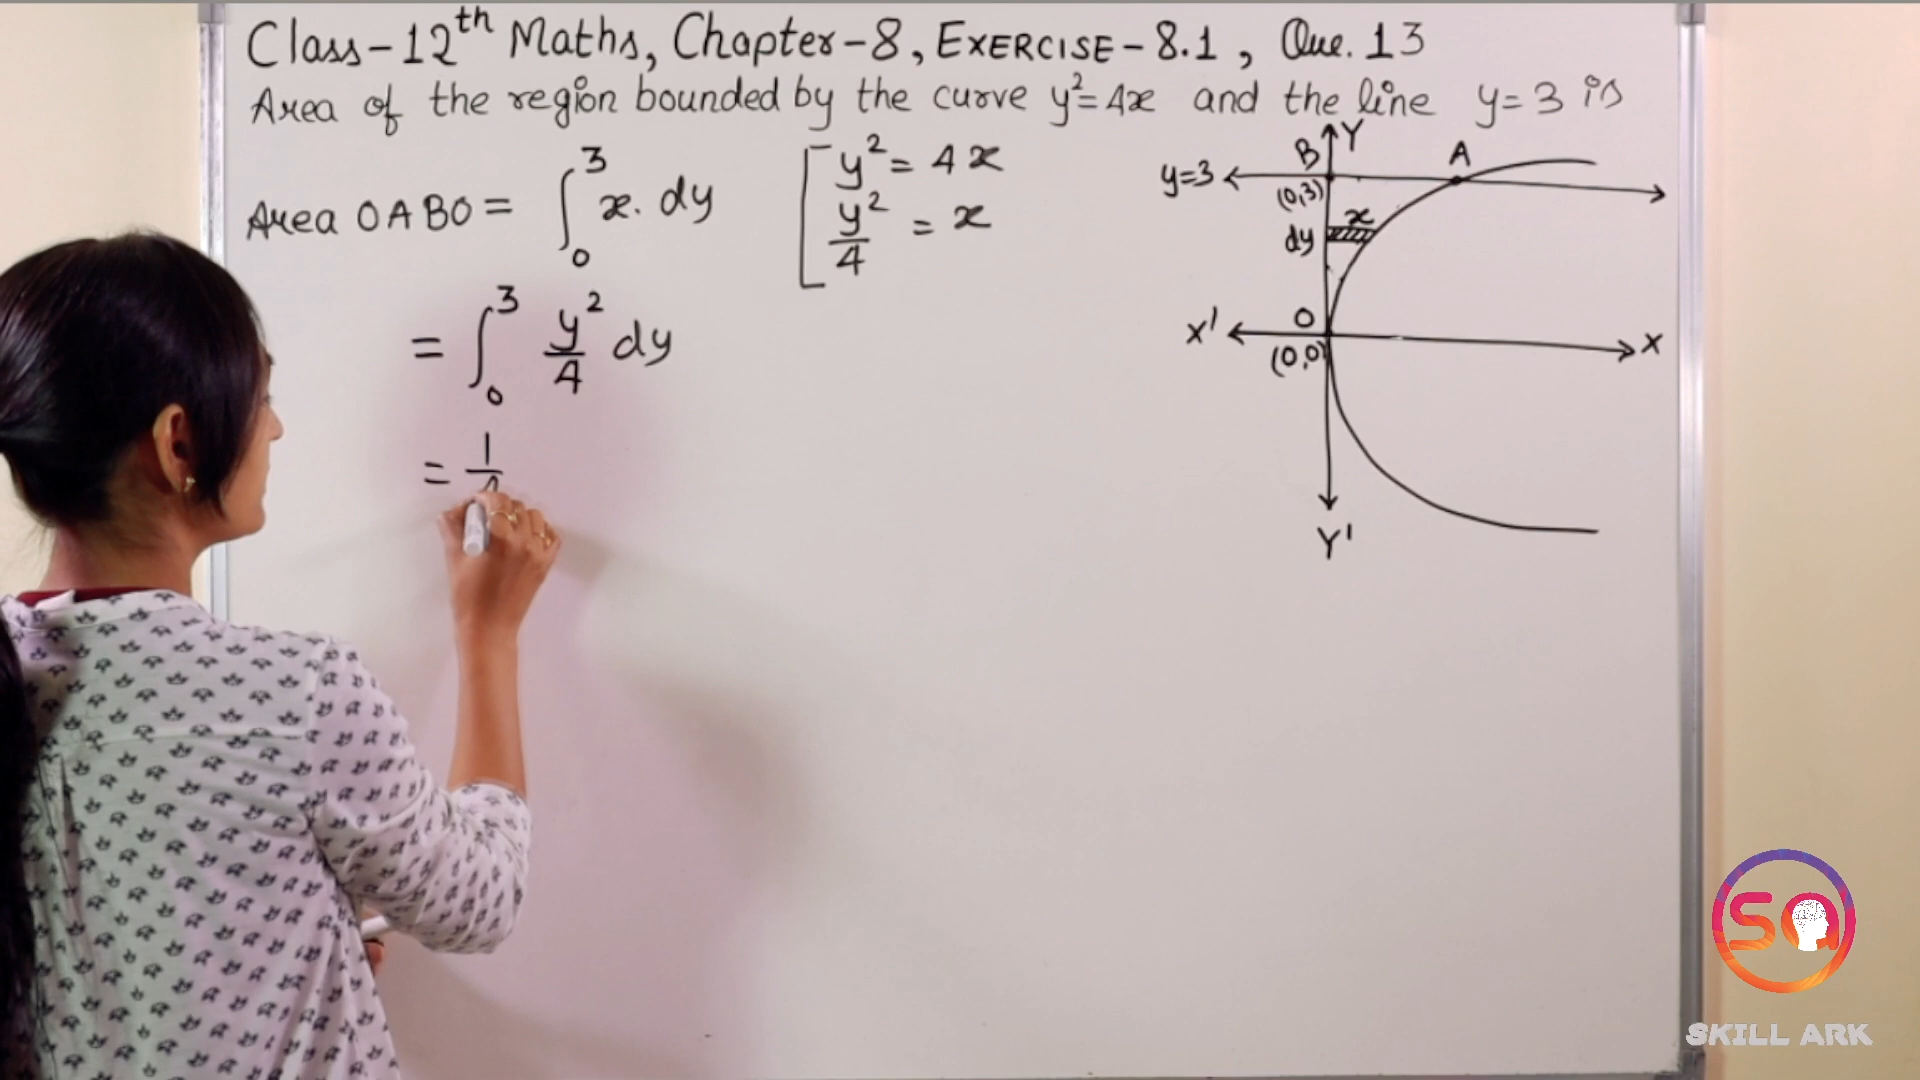 Class-12th Maths, Chapter-8, EXERCISE-8.1, Que. 13
Area of the region bounded by the curve y²=4x and the line y=3 is
Area OABO = ∫₀³ x. dy
y² = 4x
y²/4 = x
= ∫₀³ y²/4 dy
= 1/4
Y
B
A
y=3
(0,3)
x
dy
O
X'
X
(0,0)
Y'
SA
SKILL ARK